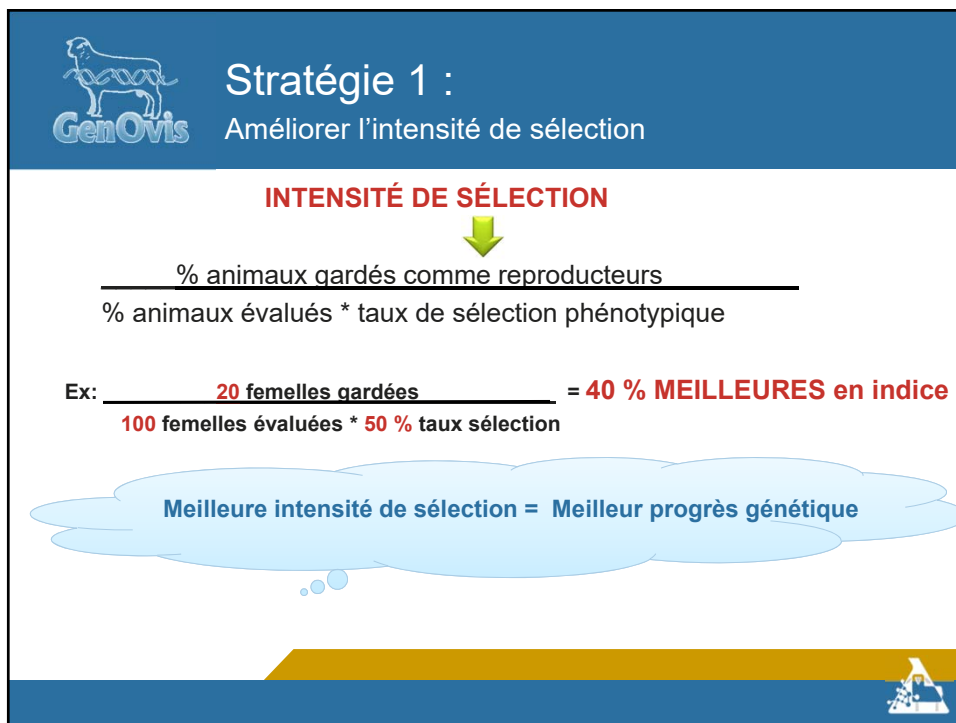 GenOvis
Stratégie 1 :
Améliorer l'intensité de sélection
INTENSITÉ DE SÉLECTION
% animaux gardés comme reproducteurs
% animaux évalués * taux de sélection phénotypique
Ex: 20 femelles gardées = 40 % MEILLEURES en indice
100 femelles évaluées * 50 % taux sélection
Meilleure intensité de sélection = Meilleur progrès génétique